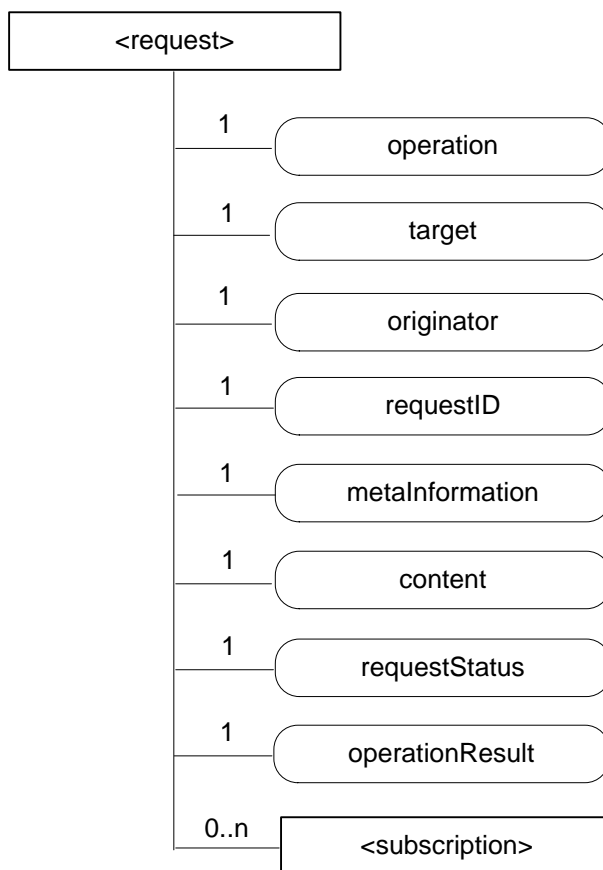 <request>
1
operation
1
target
1
originator
1
requestID
1
metaInformation
1
content
1
requestStatus
1
operationResult
0..n
<subscription>